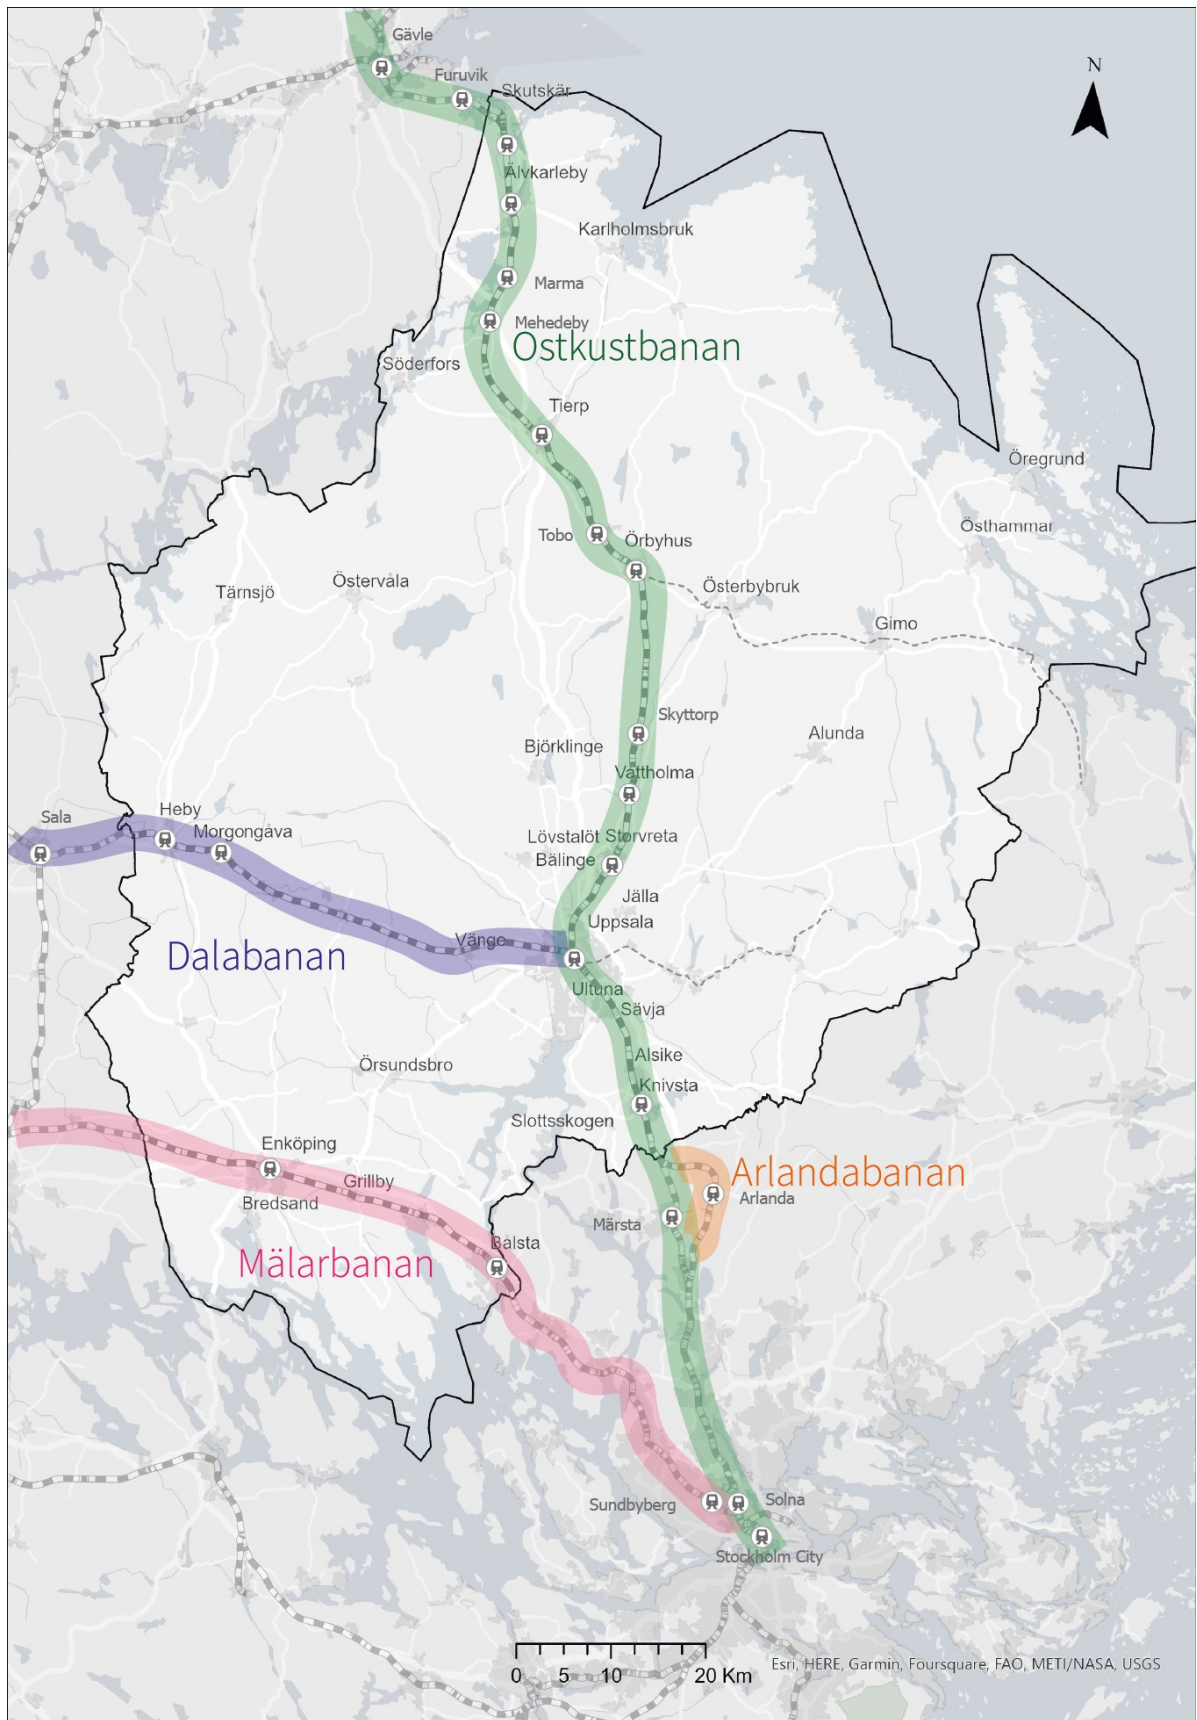 Gävle
N
Furuvik
Skutskär
Älvkarleby
Karlholmsbruk
Marma
Mehedeby
Ostkustbanan
Söderfors
Tierp
Öregrund
Östhammar
Tobo
Örbyhus
Östervåla
Österbybruk
Tärnsjö
Gimo
Skyttorp
Alunda
Björklinge
Vattholma
Heby
Sala
Morgongåva
Lövstalöt Storvreta
Bälinge
Jälla
Uppsala
Vänge
Dalabanan
Ultuna
Sävja
Alsike
Örsundsbro
Knivsta
Slottsskogen
Enköping
Arlandabanan
Grillby
Arlanda
Bredsand
Märsta
Bålsta
Mälarbanan
Solna
Sundbyberg
Stockholm City
0 5 10 20 Km
Esri, HERE, Garmin, Foursquare, FAO, METI/NASA, USGS